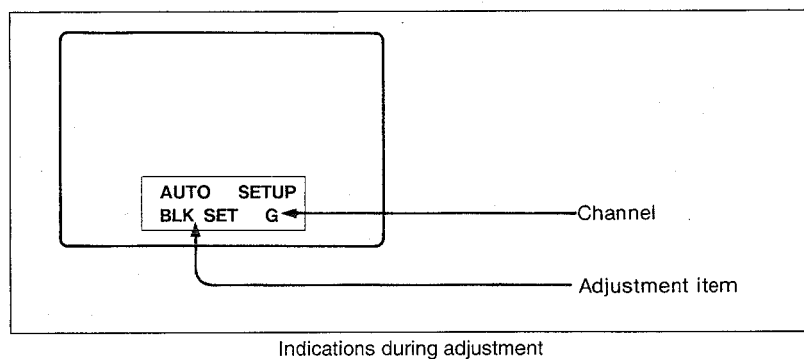 AUTO SETUP
BLK SET G
Channel
Adjustment item
Indications during adjustment